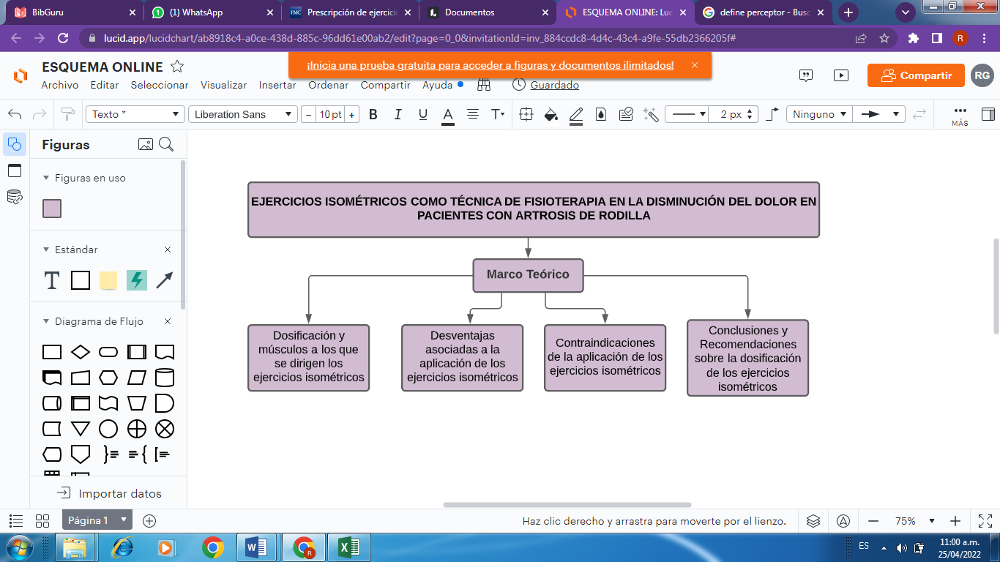 BibGuru
(1) WhatsApp
Prescripción de ejercici
Documentos
ESQUEMA ONLINE: Luc
define perceptor - Busc
lucid.app/lucidchart/ab8918c4-a0ce-438d-885c-96dd61e00ab2/edit?page=0_0&invitationId=inv_884ccdc8-4d4c-43c4-a9fe-55db2366205f#
R
ESQUEMA ONLINE
¡Inicia una prueba gratuita para acceder a figuras y documentos ilimitados!
Archivo Editar Seleccionar Visualizar Insertar Ordenar Compartir Ayuda Guardado
Compartir
RG
Texto * Liberation Sans 10 pt B I U A T 2 px Ninguno MÁS
Figuras
Figuras en uso
Estándar
T
Diagrama de Flujo
Importar datos
EJERCICIOS ISOMÉTRICOS COMO TÉCNICA DE FISIOTERAPIA EN LA DISMINUCIÓN DEL DOLOR EN
PACIENTES CON ARTROSIS DE RODILLA
Marco Teórico
Dosificación y
músculos a los que
se dirigen los
ejercicios isométricos
Desventajas
asociadas a la
aplicación de los
ejercicios isométricos
Contraindicaciones
de la aplicación de los
ejercicios isométricos
Conclusiones y
Recomendaciones
sobre la dosificación
de los ejercicios
isométricos
Página 1
Haz clic derecho y arrastra para moverte por el lienzo.
75%
ES
11:00 a.m.
25/04/2022